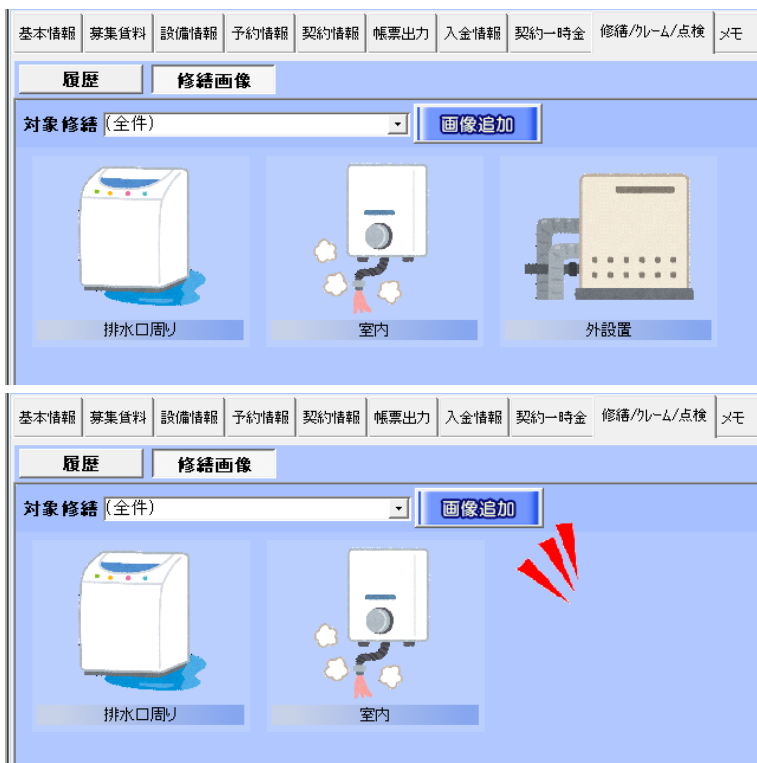 基本情報 募集賃料 設備情報 予約情報 契約情報 帳票出力 入金情報 契約一時金 修繕/クレーム/点検 メモ
履歴 修繕画像
対象修繕 (全件) 画像追加
排水口周り 室内 外設置
基本情報 募集賃料 設備情報 予約情報 契約情報 帳票出力 入金情報 契約一時金 修繕/クレーム/点検 メモ
履歴 修繕画像
対象修繕 (全件) 画像追加
排水口周り 室内